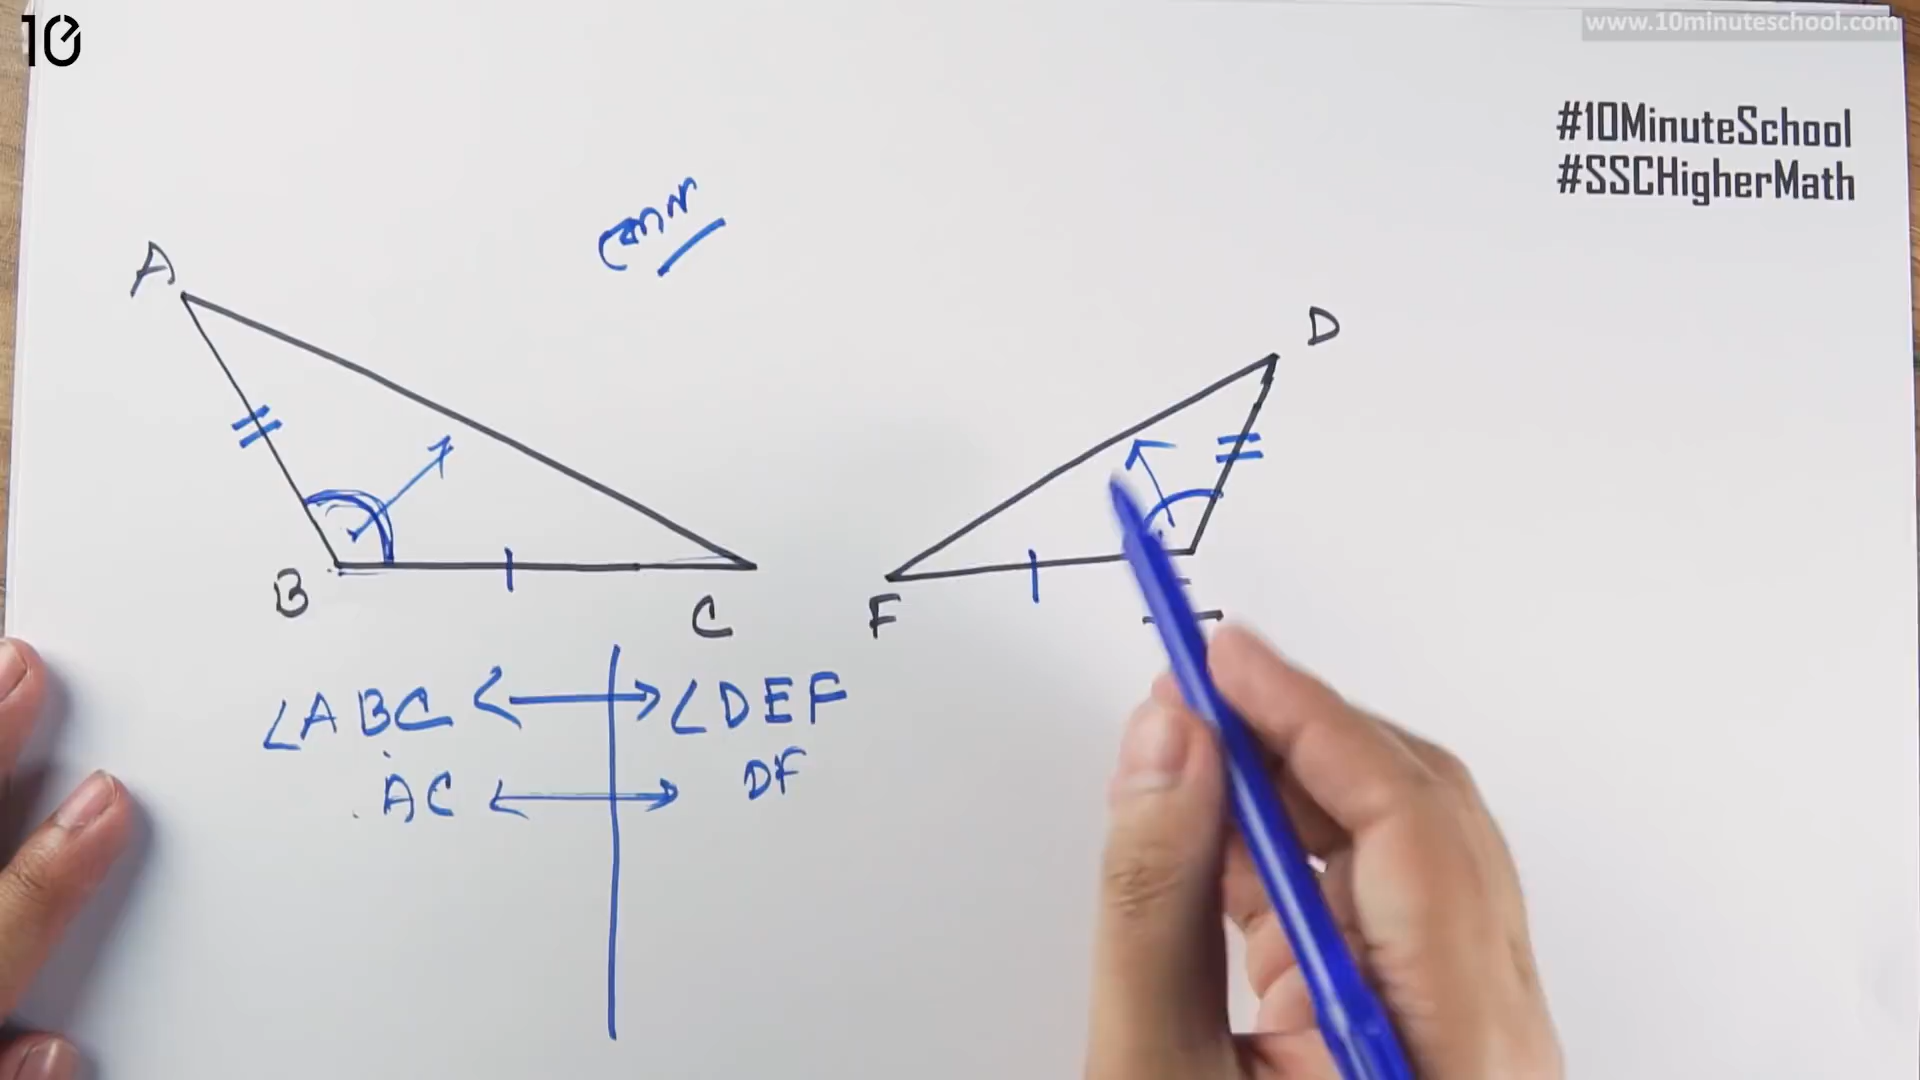 10
www.10minuteschool.com
#10MinuteSchool
#SSCHigherMath
A
D
B
C
F
∠ABC ⟷ ∠DEF
AC ⟷ DF